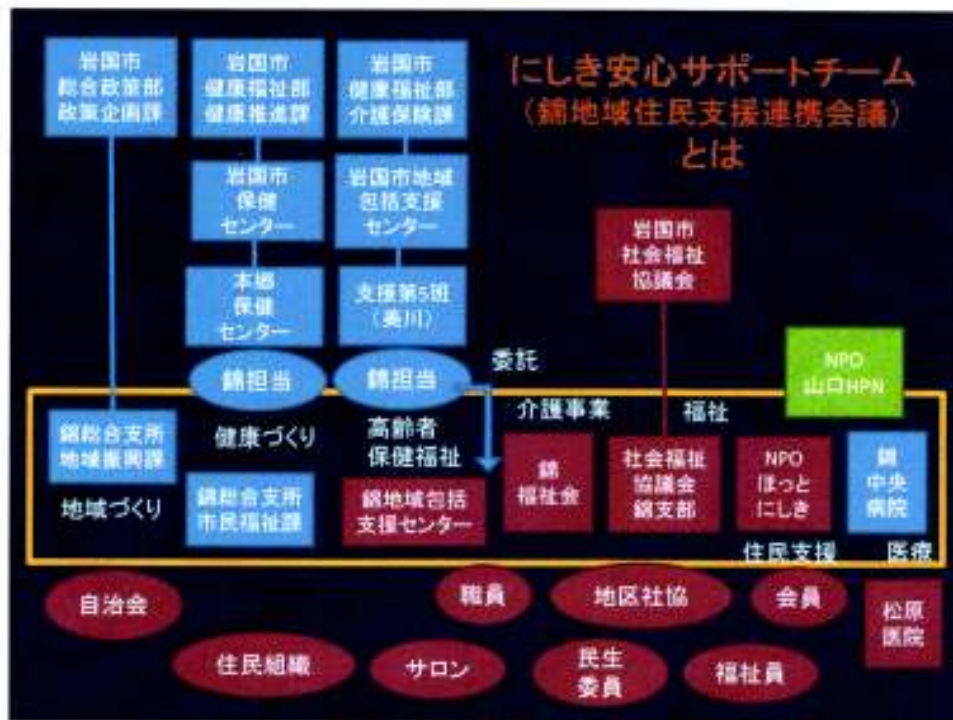 にしき安心サポートチーム
（錦地域住民支援連携会議）
とは
岩国市
総合政策部
政策企画課
岩国市
健康福祉部
健康推進課
岩国市
健康福祉部
介護保険課
岩国市
保健
センター
岩国市地域
包括支援
センター
岩国市
社会福祉
協議会
本郷
保健
センター
支援第5班
（美川）
錦担当
錦担当
委託
NPO
山口HPN
錦総合支所
地域振興課
地域づくり
健康づくり
錦総合支所
市民福祉課
高齢者
保健福祉
錦地域包括
支援センター
介護事業
錦
福祉会
福祉
社会福祉
協議会
錦支部
NPO
ほっと
にしき
住民支援
錦
中央
病院
医療
自治会
職員
地区社協
会員
松原
医院
住民組織
サロン
民生
委員
福祉員